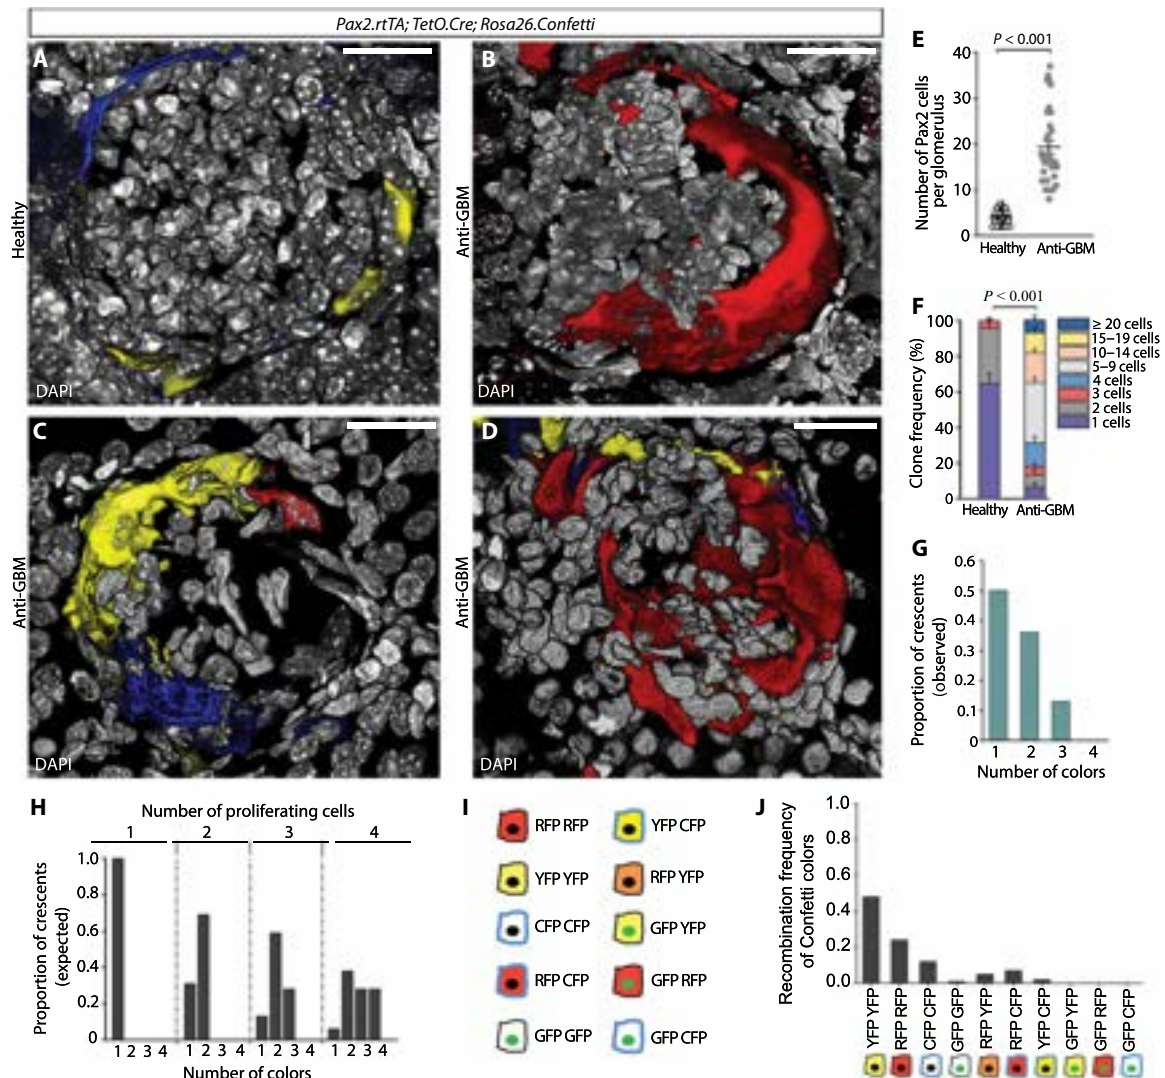 Pax2.rtTA; TetO.Cre; Rosa26.Confetti
A
Healthy
DAPI
B
Anti-GBM
C
Anti-GBM
DAPI
D
Anti-GBM
DAPI
E
P < 0.001
Number of Pax2 cells
per glomerulus
40
30
20
10
0
Healthy Anti-GBM
F
P < 0.001
Clone frequency (%)
100
80
60
40
20
0
Healthy Anti-GBM
≥ 20 cells
15–19 cells
10–14 cells
5–9 cells
4 cells
3 cells
2 cells
1 cells
G
Proportion of crescents
(observed)
0.6
0.5
0.4
0.3
0.2
0.1
0
1 2 3 4
Number of colors
H
Number of proliferating cells
1 2 3 4
Proportion of crescents
(expected)
1.0
0.8
0.6
0.4
0.2
0
1 2 3 4 1 2 3 4 1 2 3 4 1 2 3 4
Number of colors
I
RFP RFP YFP CFP
YFP YFP RFP YFP
CFP CFP GFP YFP
RFP CFP GFP RFP
GFP GFP GFP CFP
J
Recombination frequency
of Confetti colors
1.0
0.8
0.6
0.4
0.2
0.0
YFP YFP
RFP RFP
CFP CFP
GFP GFP
RFP YFP
RFP CFP
YFP CFP
GFP YFP
GFP RFP
GFP CFP